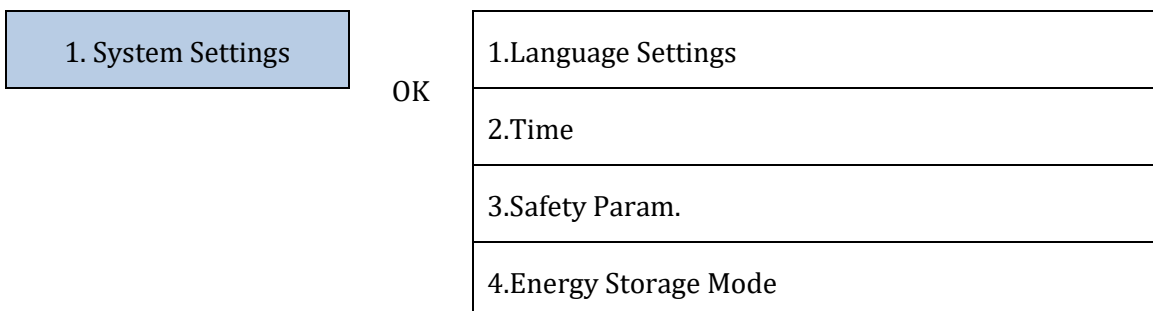 1. System Settings
OK
1.Language Settings
2.Time
3.Safety Param.
4.Energy Storage Mode